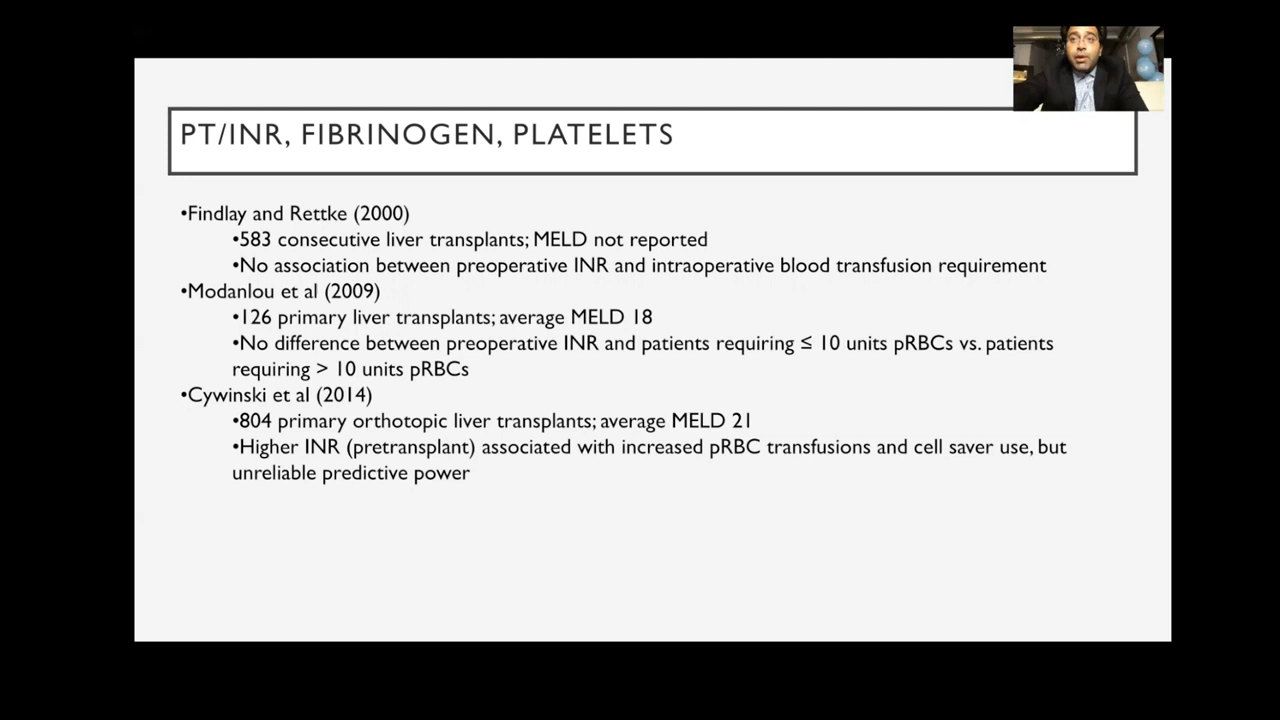 PT/INR, FIBRINOGEN, PLATELETS
•Findlay and Rettke (2000)
•583 consecutive liver transplants; MELD not reported
•No association between preoperative INR and intraoperative blood transfusion requirement
•Modanlou et al (2009)
•126 primary liver transplants; average MELD 18
•No difference between preoperative INR and patients requiring ≤ 10 units pRBCs vs. patients
requiring > 10 units pRBCs
•Cywinski et al (2014)
•804 primary orthotopic liver transplants; average MELD 21
•Higher INR (pretransplant) associated with increased pRBC transfusions and cell saver use, but
unreliable predictive power